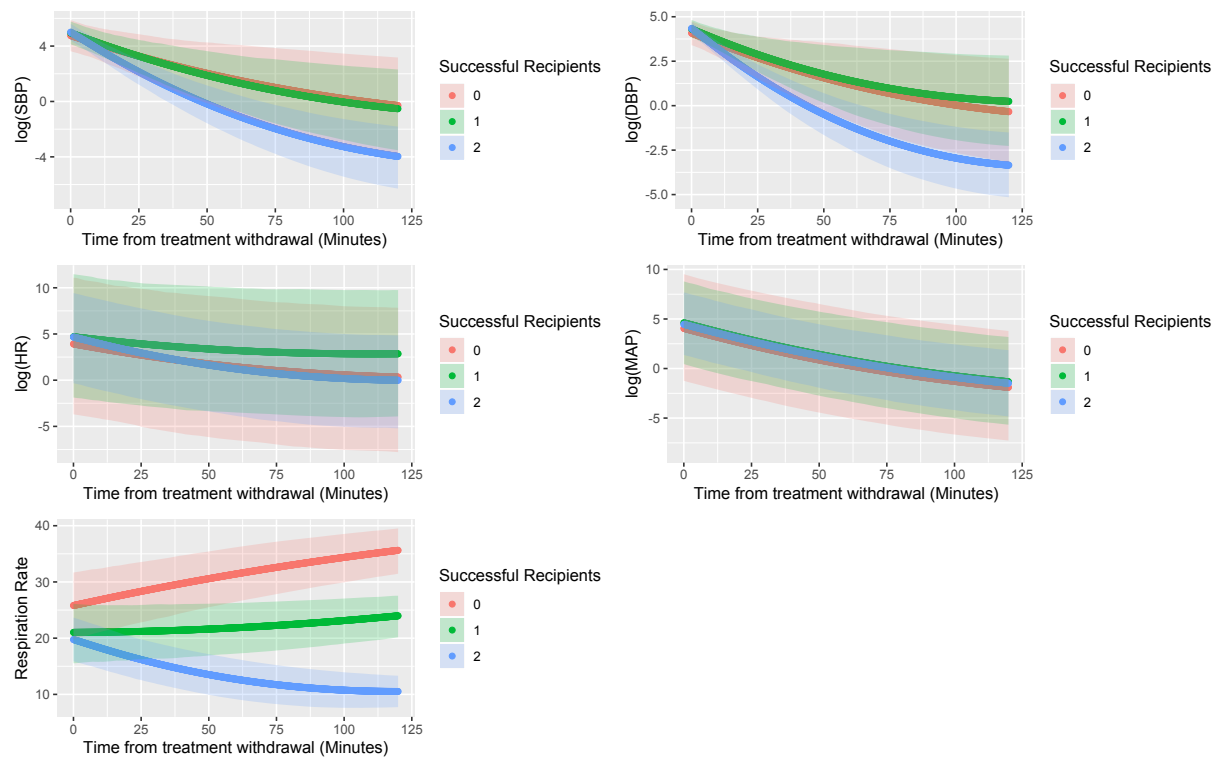 log(SBP)
4
0
-4
0 25 50 75 100 125
Time from treatment withdrawal (Minutes)
Successful Recipients
0
1
2
log(DBP)
5.0
2.5
0.0
-2.5
-5.0
0 25 50 75 100 125
Time from treatment withdrawal (Minutes)
Successful Recipients
0
1
2
log(HR)
10
5
0
-5
0 25 50 75 100 125
Time from treatment withdrawal (Minutes)
Successful Recipients
0
1
2
log(MAP)
10
5
0
-5
0 25 50 75 100 125
Time from treatment withdrawal (Minutes)
Successful Recipients
0
1
2
Respiration Rate
40
30
20
10
0 25 50 75 100 125
Time from treatment withdrawal (Minutes)
Successful Recipients
0
1
2